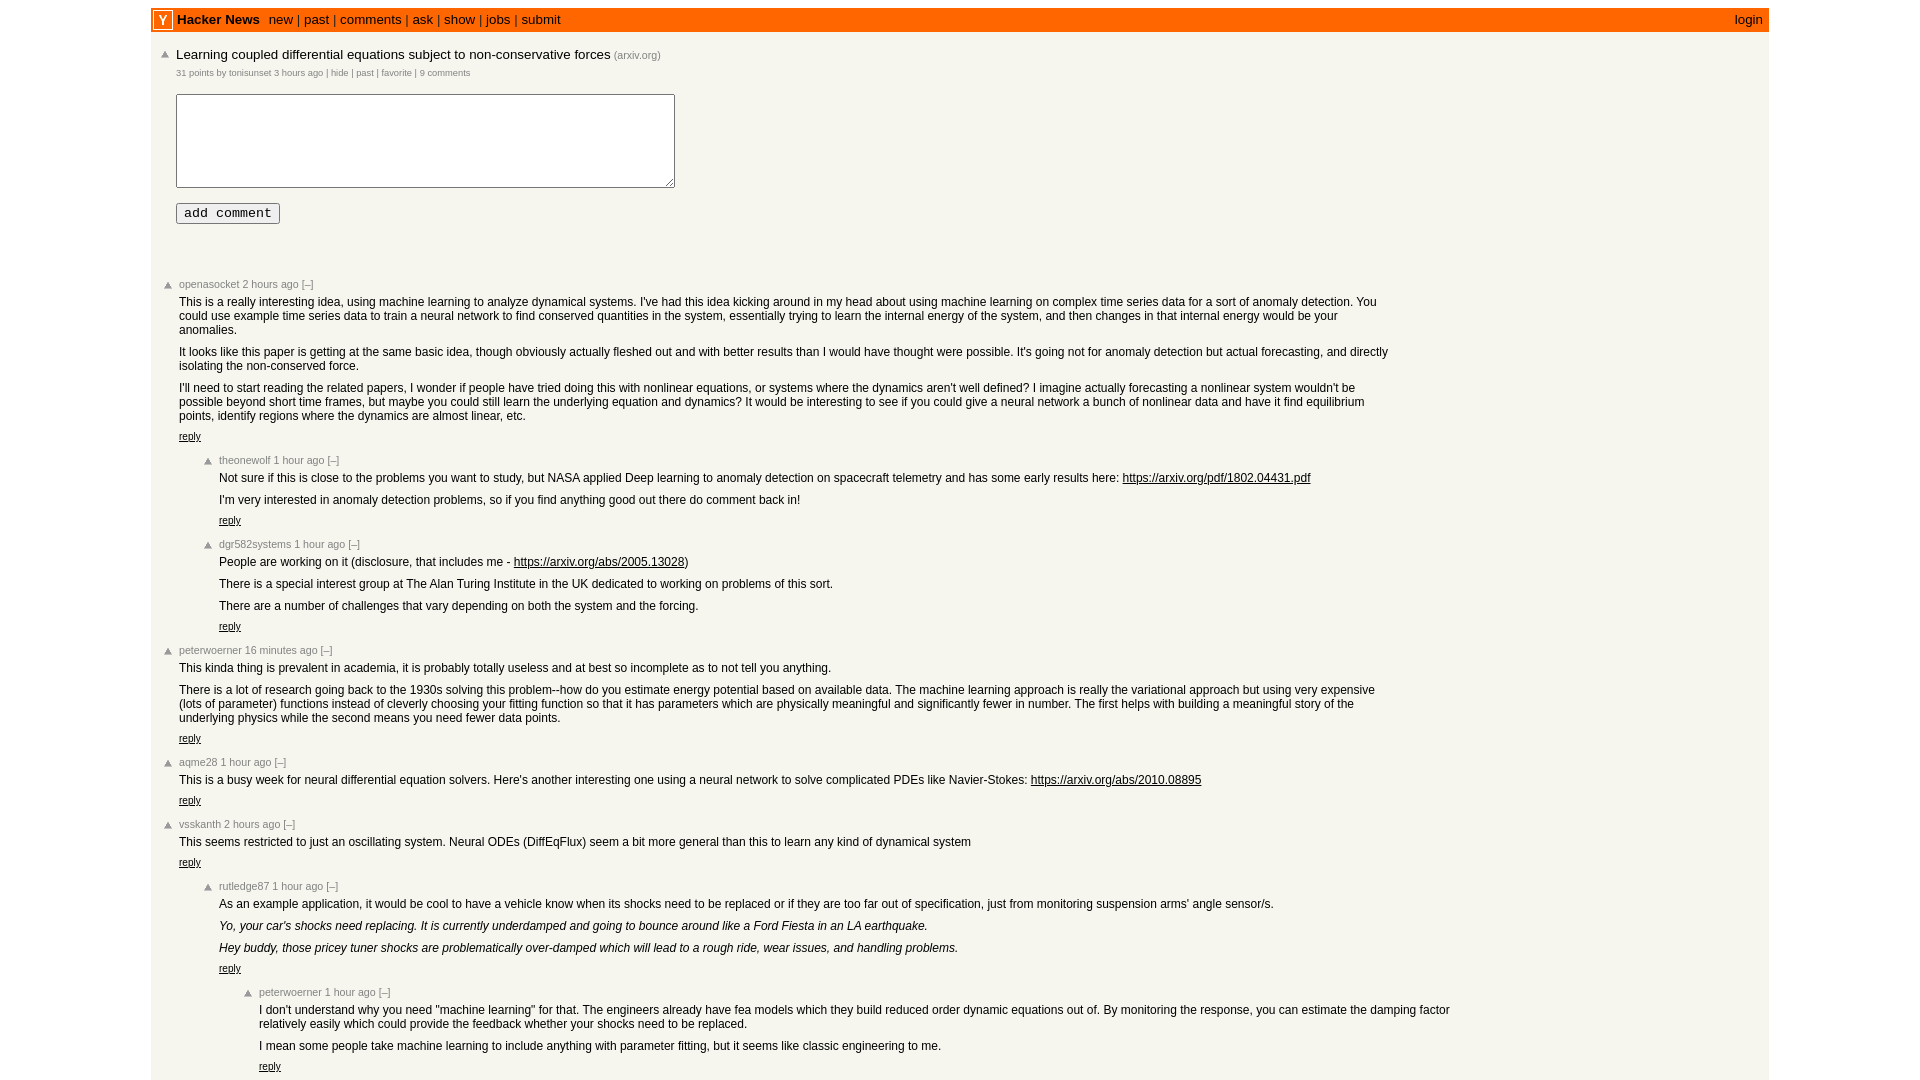 Y Hacker News new | past | comments | ask | show | jobs | submit login
Learning coupled differential equations subject to non-conservative forces (arxiv.org)
31 points by tonisunset 3 hours ago | hide | past | favorite | 9 comments
add comment
openasocket 2 hours ago [–]
This is a really interesting idea, using machine learning to analyze dynamical systems. I've had this idea kicking around in my head about using machine learning on complex time series data for a sort of anomaly detection. You
could use example time series data to train a neural network to find conserved quantities in the system, essentially trying to learn the internal energy of the system, and then changes in that internal energy would be your
anomalies.
It looks like this paper is getting at the same basic idea, though obviously actually fleshed out and with better results than I would have thought were possible. It's going not for anomaly detection but actual forecasting, and directly
isolating the non-conserved force.
I'll need to start reading the related papers, I wonder if people have tried doing this with nonlinear equations, or systems where the dynamics aren't well defined? I imagine actually forecasting a nonlinear system wouldn't be
possible beyond short time frames, but maybe you could still learn the underlying equation and dynamics? It would be interesting to see if you could give a neural network a bunch of nonlinear data and have it find equilibrium
points, identify regions where the dynamics are almost linear, etc.
reply
theonewolf 1 hour ago [–]
Not sure if this is close to the problems you want to study, but NASA applied Deep learning to anomaly detection on spacecraft telemetry and has some early results here: https://arxiv.org/pdf/1802.04431.pdf
I'm very interested in anomaly detection problems, so if you find anything good out there do comment back in!
reply
dgr582systems 1 hour ago [–]
People are working on it (disclosure, that includes me - https://arxiv.org/abs/2005.13028)
There is a special interest group at The Alan Turing Institute in the UK dedicated to working on problems of this sort.
There are a number of challenges that vary depending on both the system and the forcing.
reply
peterwoerner 16 minutes ago [–]
This kinda thing is prevalent in academia, it is probably totally useless and at best so incomplete as to not tell you anything.
There is a lot of research going back to the 1930s solving this problem--how do you estimate energy potential based on available data. The machine learning approach is really the variational approach but using very expensive
(lots of parameter) functions instead of cleverly choosing your fitting function so that it has parameters which are physically meaningful and significantly fewer in number. The first helps with building a meaningful story of the
underlying physics while the second means you need fewer data points.
reply
aqme28 1 hour ago [–]
This is a busy week for neural differential equation solvers. Here's another interesting one using a neural network to solve complicated PDEs like Navier-Stokes: https://arxiv.org/abs/2010.08895
reply
vsskanth 2 hours ago [–]
This seems restricted to just an oscillating system. Neural ODEs (DiffEqFlux) seem a bit more general than this to learn any kind of dynamical system
reply
rutledge87 1 hour ago [–]
As an example application, it would be cool to have a vehicle know when its shocks need to be replaced or if they are too far out of specification, just from monitoring suspension arms' angle sensor/s.
Yo, your car's shocks need replacing. It is currently underdamped and going to bounce around like a Ford Fiesta in an LA earthquake.
Hey buddy, those pricey tuner shocks are problematically over-damped which will lead to a rough ride, wear issues, and handling problems.
reply
peterwoerner 1 hour ago [–]
I don't understand why you need "machine learning" for that. The engineers already have fea models which they build reduced order dynamic equations out of. By monitoring the response, you can estimate the damping factor
relatively easily which could provide the feedback whether your shocks need to be replaced.
I mean some people take machine learning to include anything with parameter fitting, but it seems like classic engineering to me.
reply